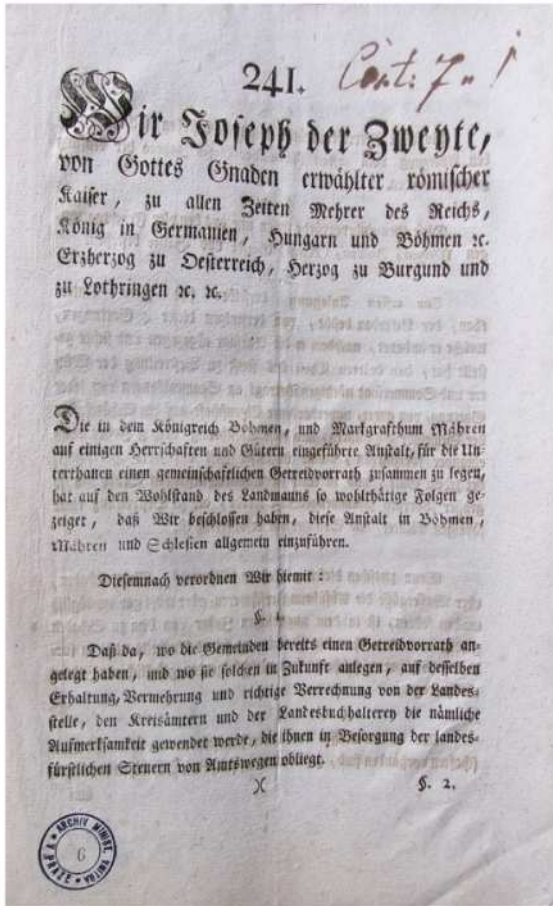 241.
Wir Joseph der Zweyte,
von Gottes Gnaden erwählter römischer
Kaiser, zu allen Zeiten Mehrer des Reichs,
König in Germanien, Hungarn und Böhmen ꝛc.
Erzherzog zu Oesterreich, Herzog zu Burgund und
zu Lothringen ꝛc. ꝛc.
Die in dem Königreich Böhmen, und Markgrafthum Mähren
auf einigen Herrschaften und Gütern eingeführte Anstalt, für die Un-
terthanen einen gemeinschaftlichen Getreidvorrath zusammen zu legen,
hat auf den Wohlstand des Landmanns so wohlthätige Folgen ge-
zeiget, daß Wir beschlossen haben, diese Anstalt in Böhmen,
Mähren und Schlesien allgemein einzuführen.
Diesemnach verordnen Wir hiemit:
§. 1.
Daß da, wo die Gemeinden bereits einen Getreidvorrath an-
gelegt haben, und wo sie solchen in Zukunft anlegen, auf desselben
Erhaltung, Vermehrung und richtige Verrechnung von der Landes-
stelle, den Kreisämtern und der Landesbuchhalterey die nämliche
Aufmerksamkeit gewendet werde, die ihnen in Besorgung der landes-
fürstlichen Steuern von Amtswegen obliegt.
)( §. 2.
ARCHIV MINIST. VNITRA
V PRAZE
6